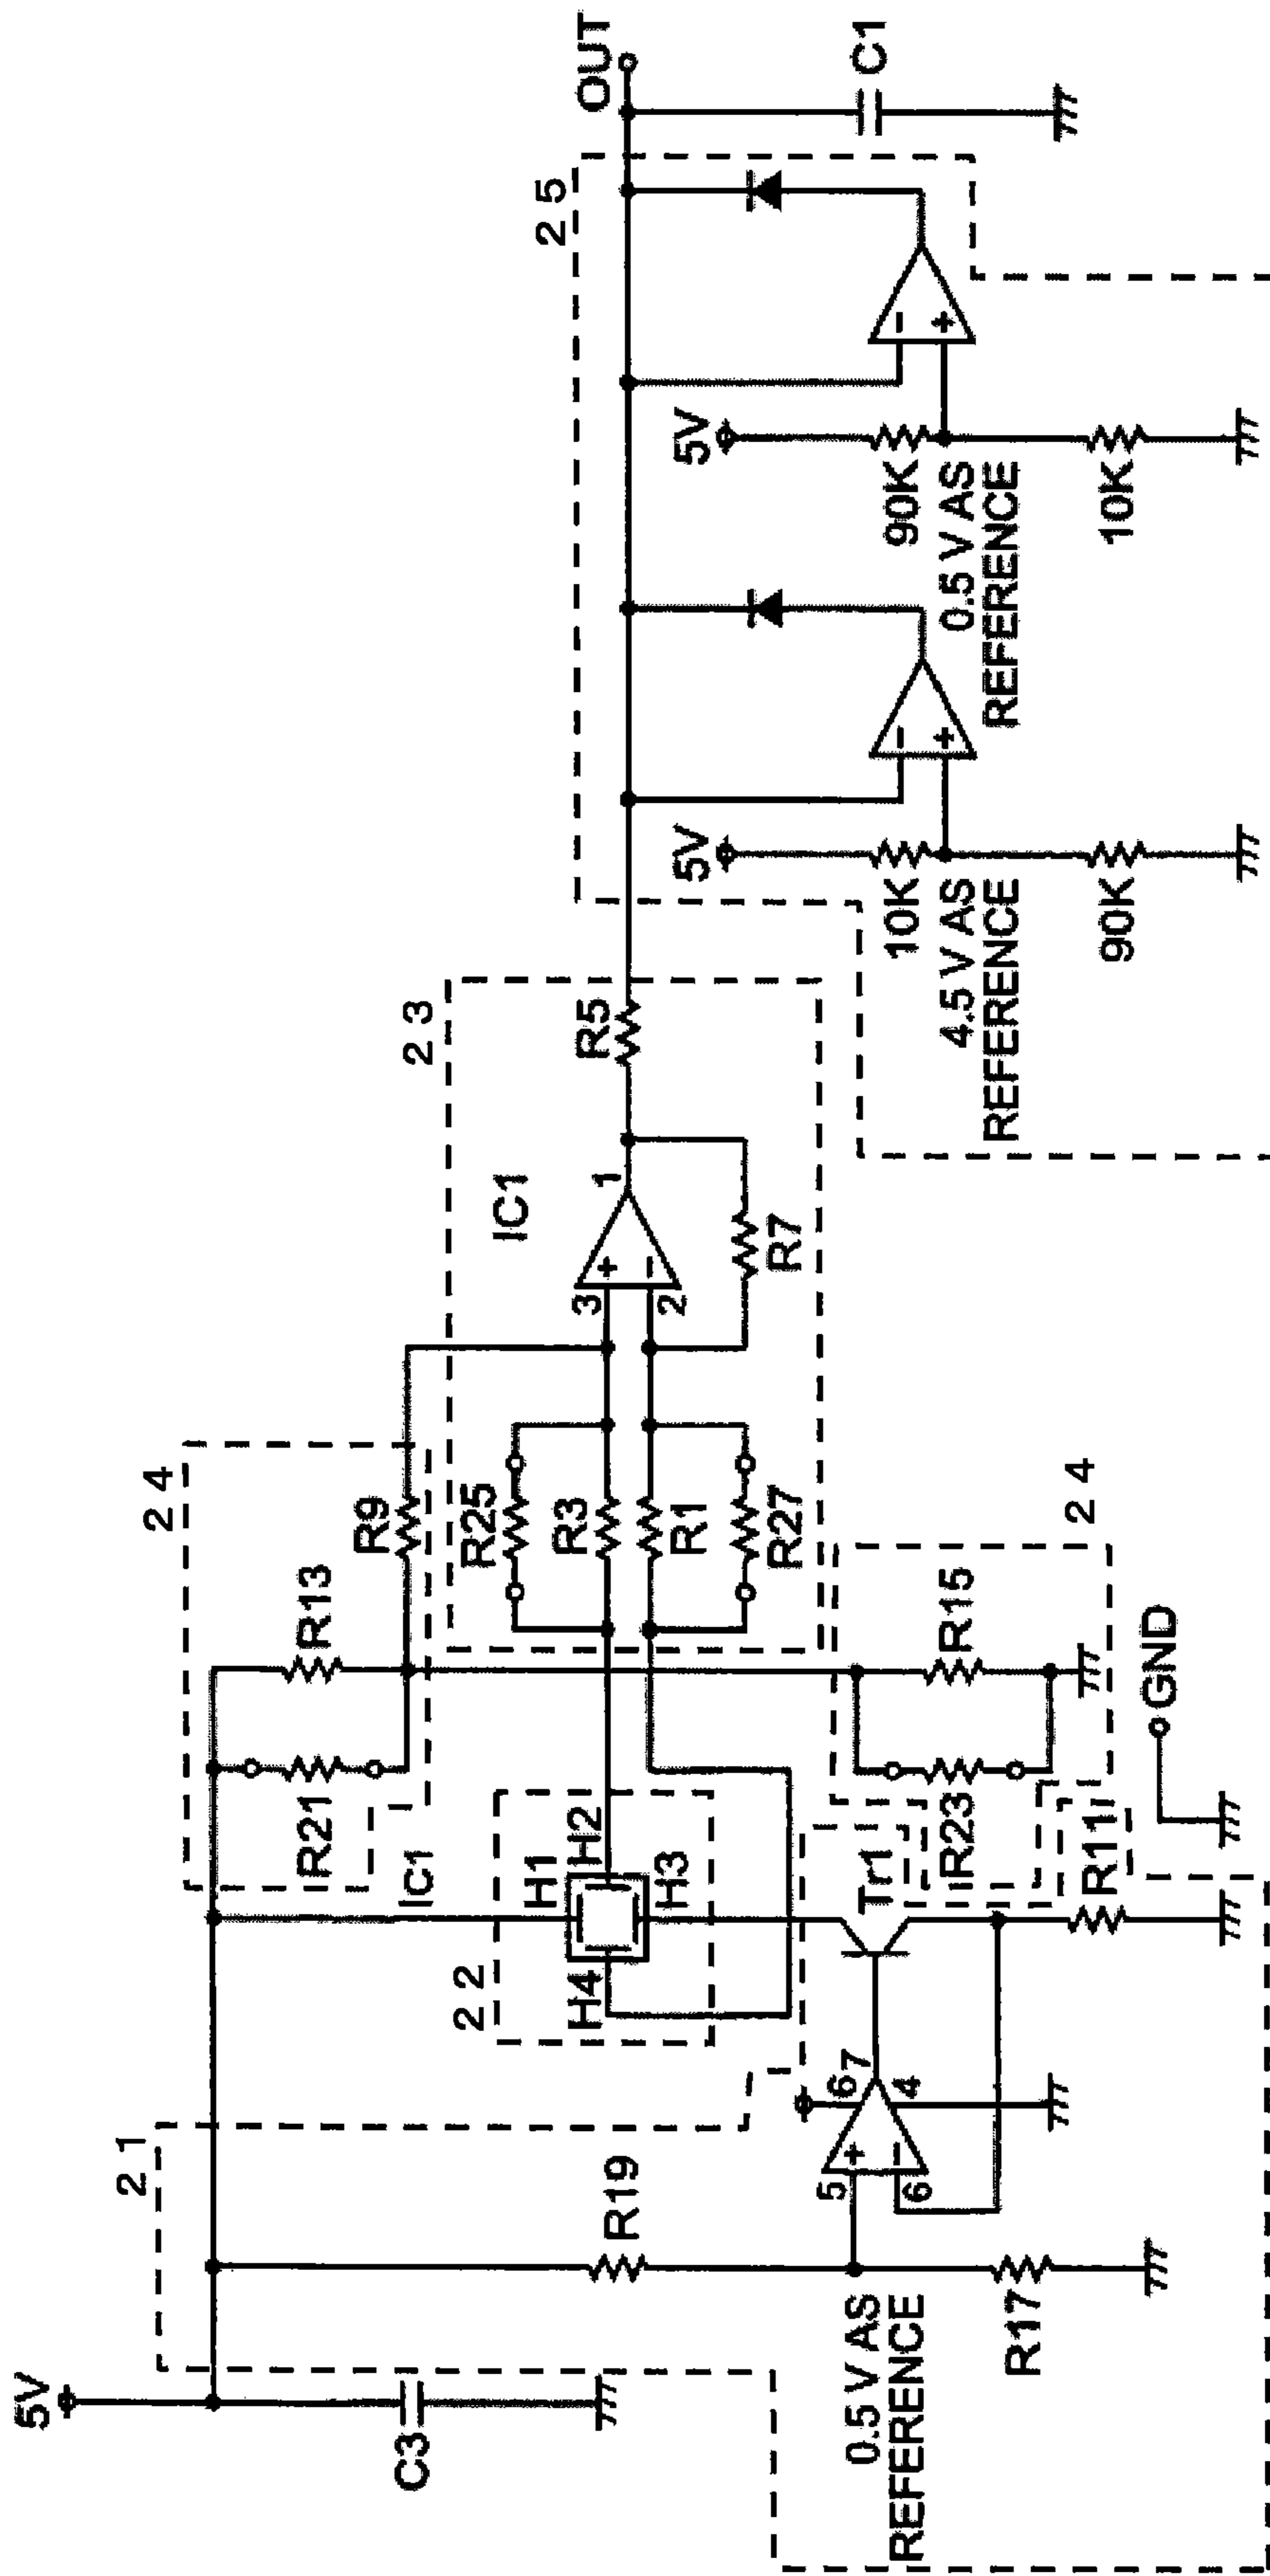 5V
C3
2 1
R19
0.5 V AS
REFERENCE
R17
5
+
−
6
6
7
4
Tr1
R11
GND
2 2
H1
H2
H3
H4
IC1
2 4
R21
R13
R9
R23
R15
2 4
2 3
R25
R3
R1
R27
3
2
+
−
1
IC1
R7
R5
2 5
5V
10K
4.5 V AS
REFERENCE
90K
−
+
5V
90K
0.5 V AS
REFERENCE
10K
−
+
OUT
C1